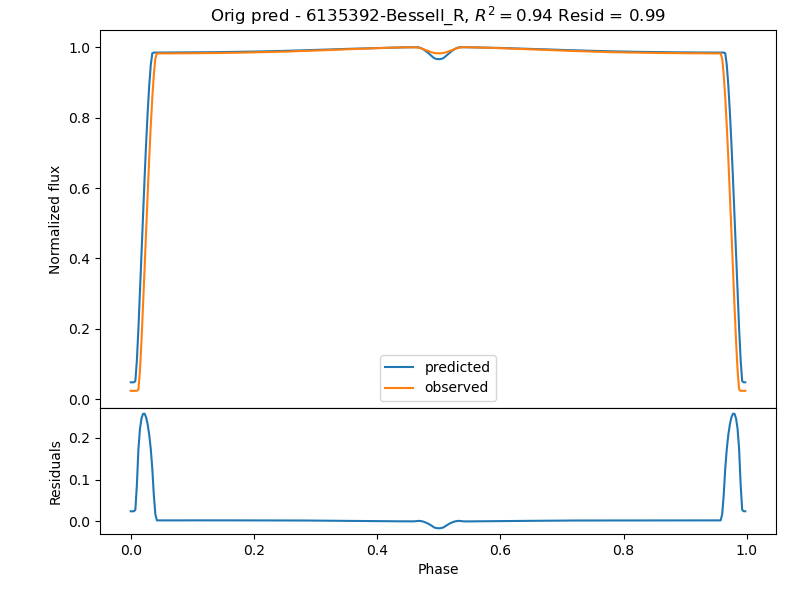 Orig pred - 6135392-Bessell_R, R² = 0.94 Resid = 0.99
1.0
0.8
0.6
0.4
0.2
0.0
Normalized flux
predicted
observed
0.2
0.1
0.0
Residuals
0.0 0.2 0.4 0.6 0.8 1.0
Phase